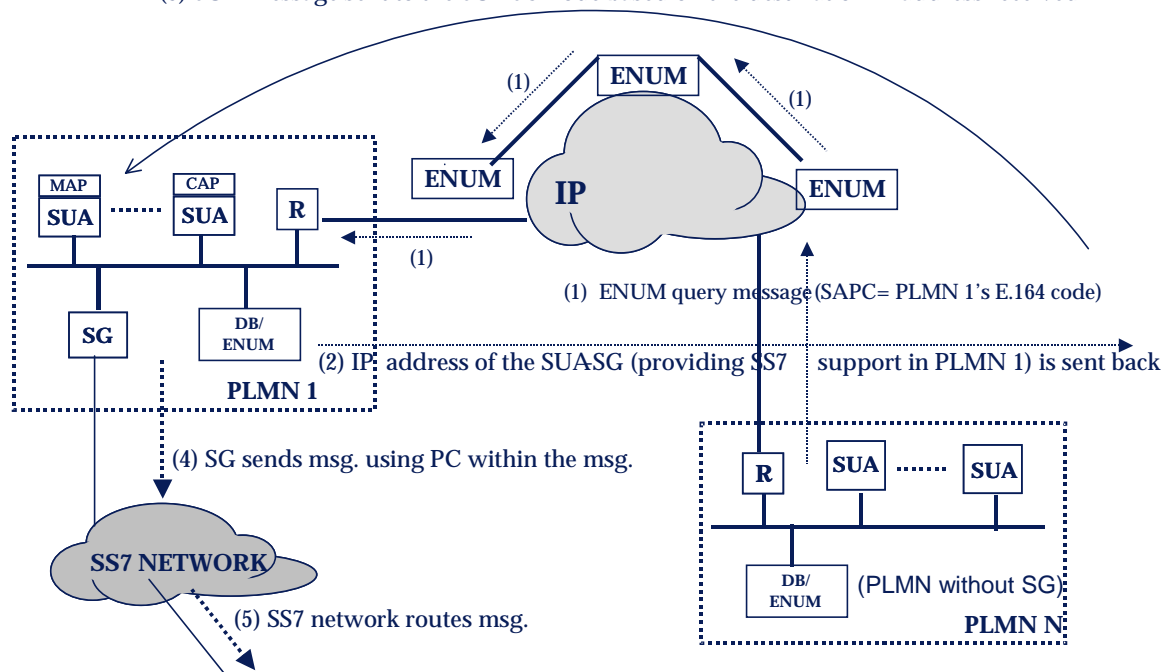 ENUM
(1)
(1)
ENUM
ENUM
IP
MAP
SUA
CAP
SUA
R
(1)
(1) ENUM query message (SAPC= PLMN 1's E.164 code)
SG
DB/
ENUM
PLMN 1
(2) IP address of the SUA-SG (providing SS7 support in PLMN 1) is sent back
(4) SG sends msg. using PC within the msg.
R
SUA
SUA
SS7 NETWORK
DB/
ENUM
(PLMN without SG)
PLMN N
(5) SS7 network routes msg.